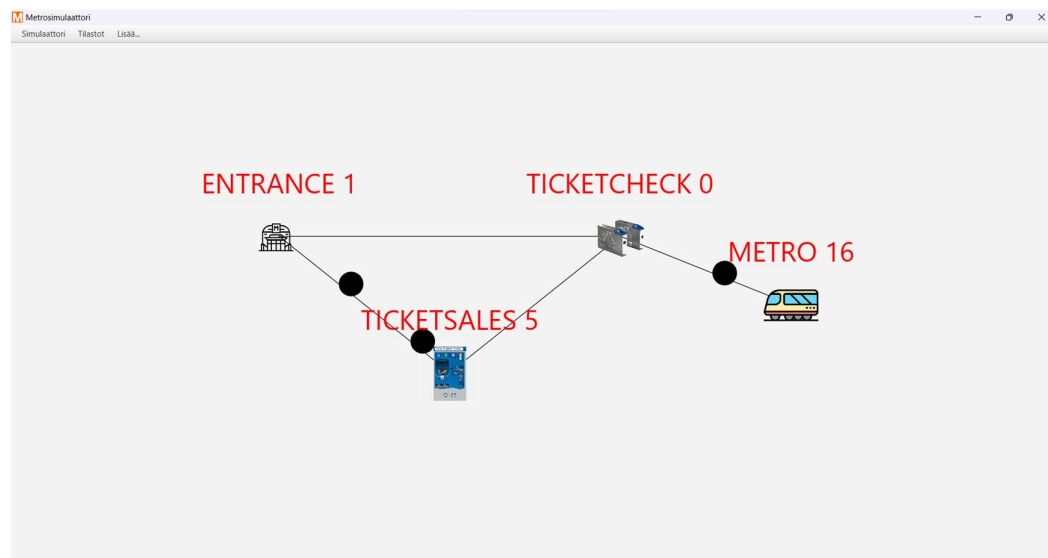 M Metrosimulaattori
Simulaattori Tilastot Lisää...
ENTRANCE 1
TICKETCHECK 0
METRO 16
TICKETSALES 5